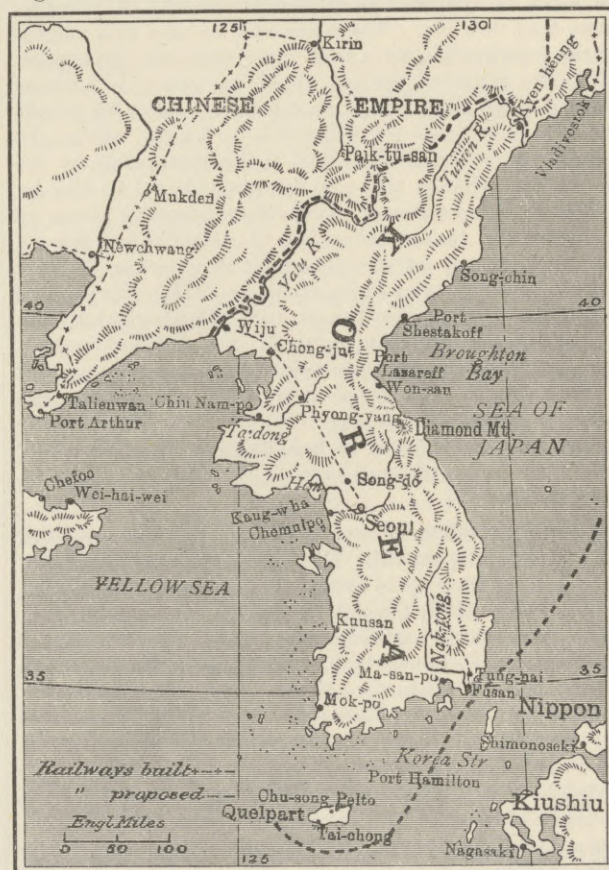 125
130
Kirin
CHINESE EMPIRE
Kyen heung
Vladivostok
Paik-tu-san
Tumen R
Mukden
Newchwang
Yalu R
Song-chin
40
40
Wiju
Port
Shestakoff
Chong-ju
Broughton
Bay
Port
Lazareff
Won-san
Talienwan
Port Arthur
Chiu Nam-po
Phyong-yang
SEA OF
JAPAN
Diamond Mt.
Tadong
Chefoo
Wei-hai-wei
Song-do
Han
Kaug-wha
Chemulpo
Seoul
KOREA
YELLOW SEA
Kunsan
Naktong
35
35
Ma-san-po
Tung-nai
Fusan
Mok-po
Nippon
Shimonoseki
Korea Str
Port Hamilton
Railways built
" proposed
Chu-song Pelto
Quelpart
Tai-chong
Kiushiu
Engl Miles
0 50 100
Nagasaki
125